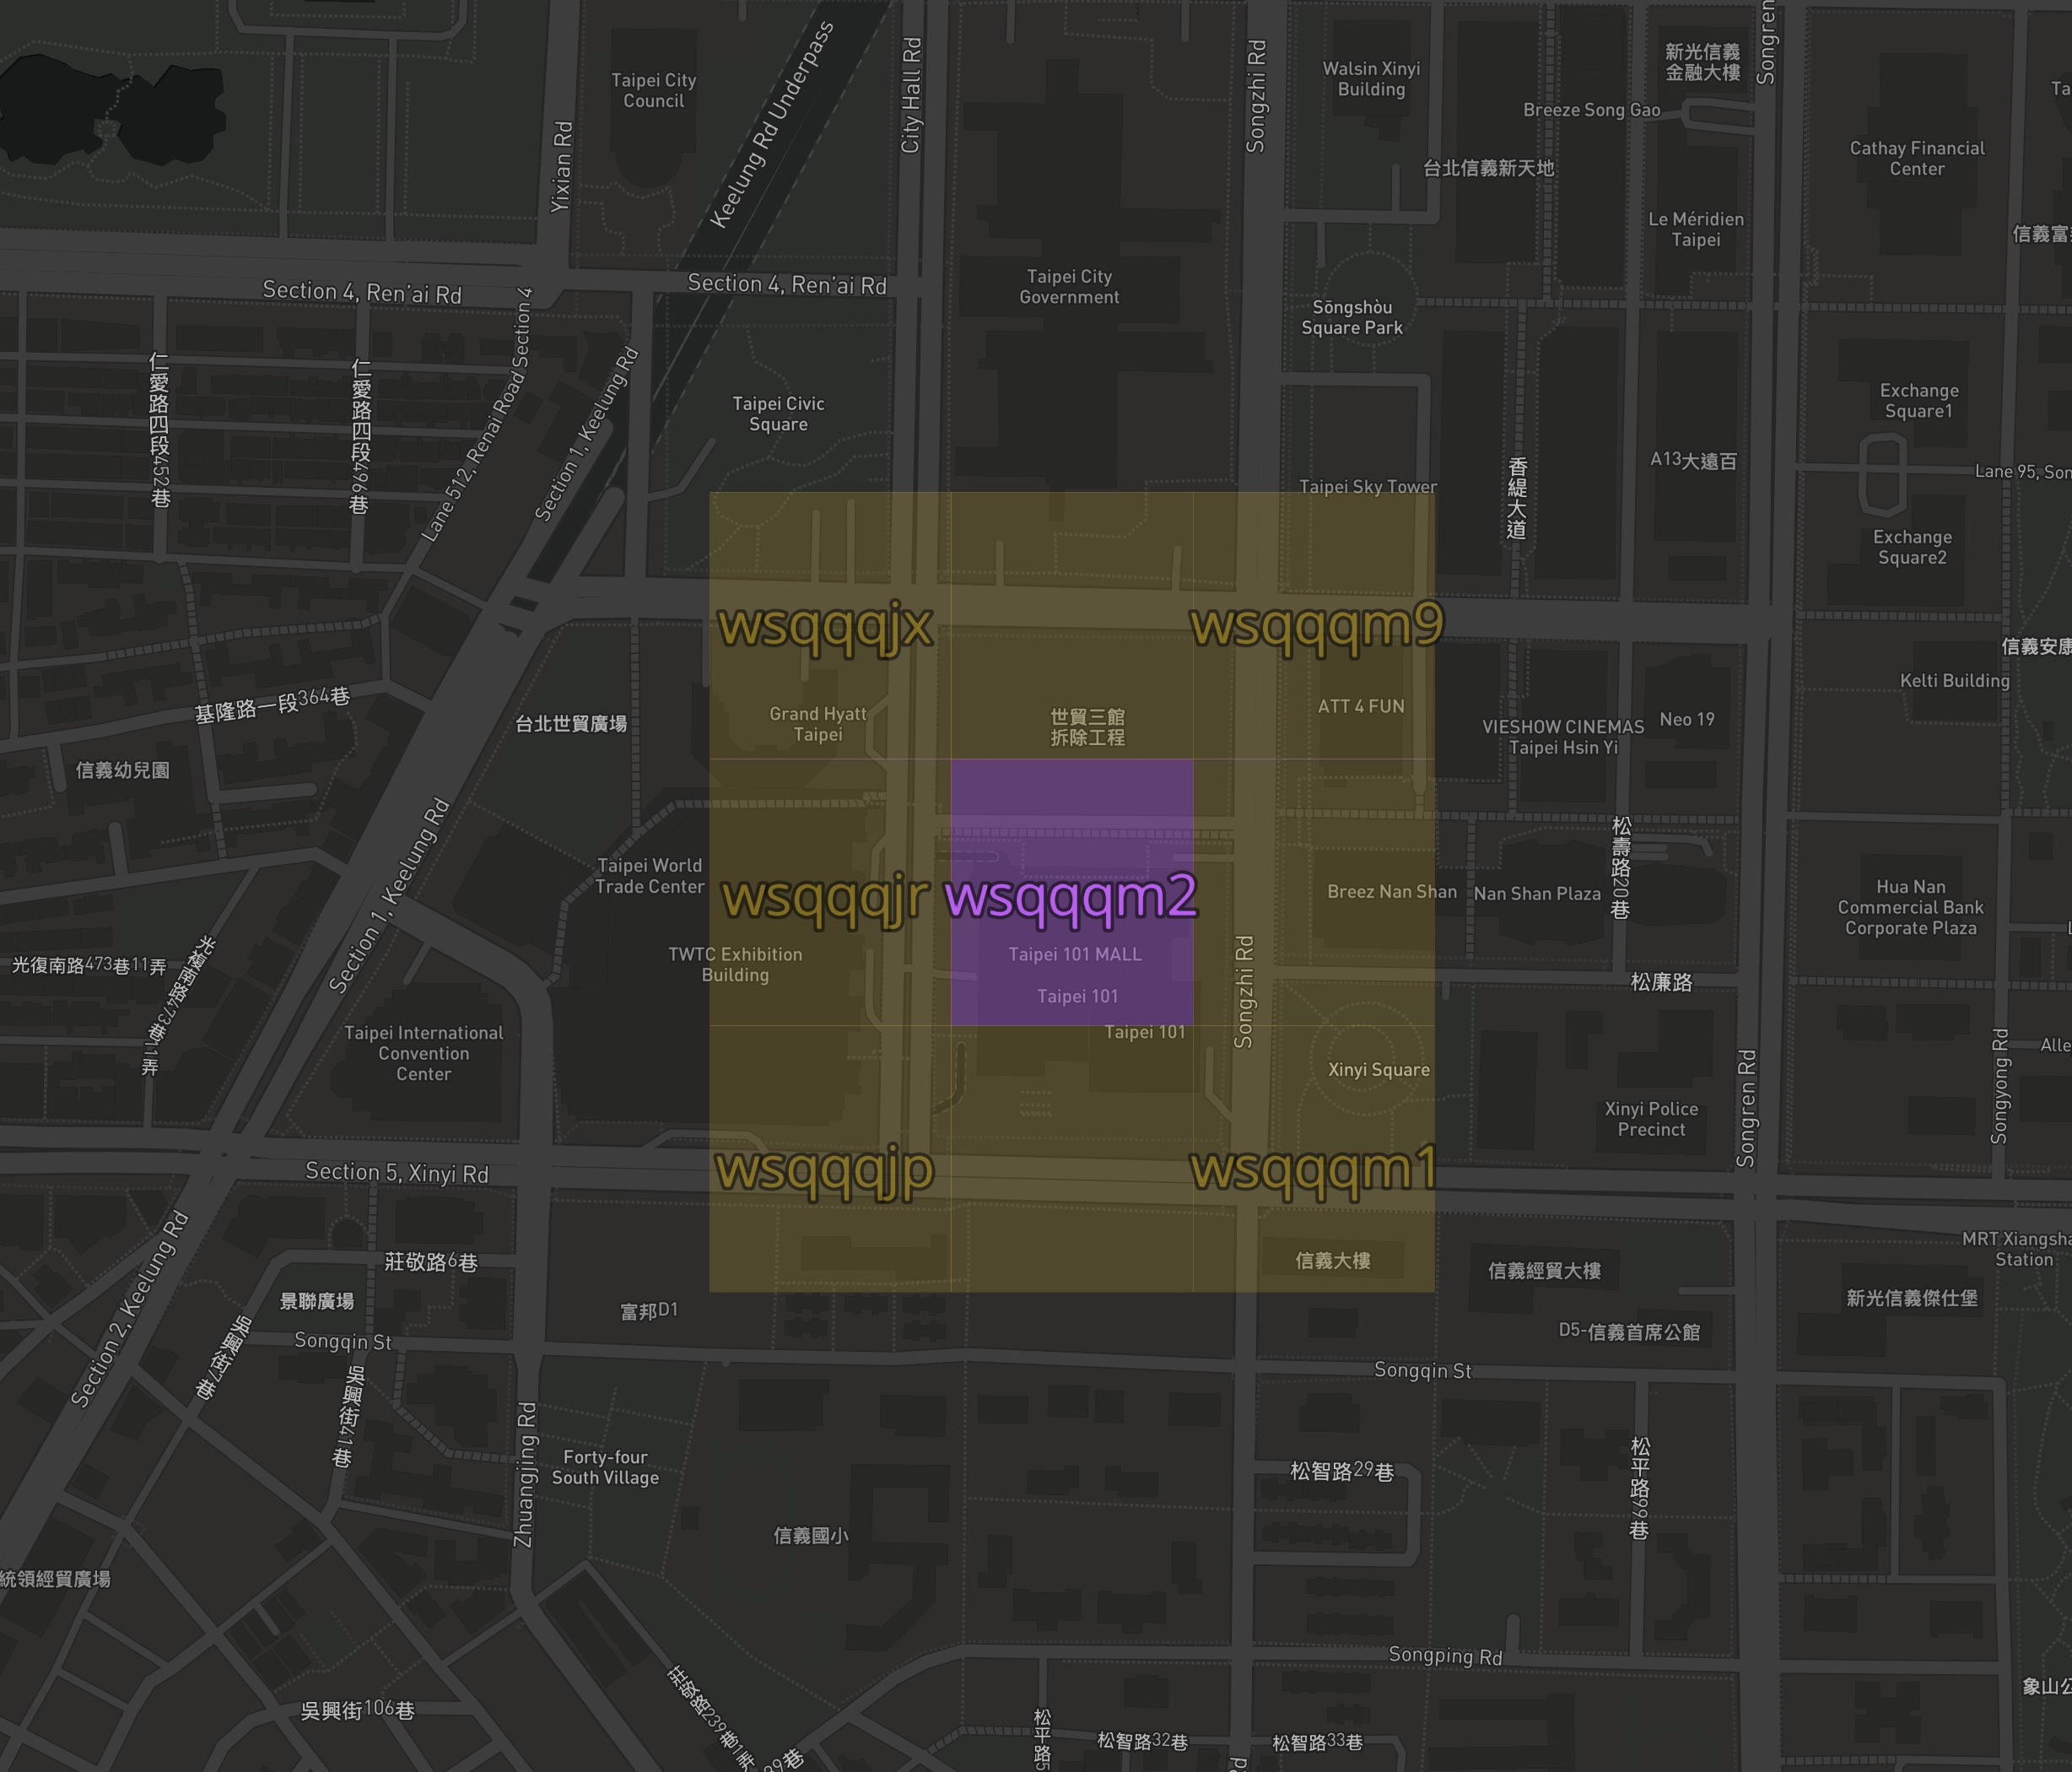 Taipei City
Council
Yixian Rd
Keelung Rd Underpass
City Hall Rd
Songzhi Rd
Walsin Xinyi
Building
Breeze Song Gao
新光信義
金融大樓
Songren
台北信義新天地
Cathay Financial
Center
Le Méridien
Taipei
Section 4, Ren'ai Rd
Section 4, Ren'ai Rd
Taipei City
Government
Sōngshòu
Square Park
仁愛路四段452巷
仁愛路四段496巷
Lane 512, Renai Road Section 4
Section 1, Keelung Rd
Taipei Civic
Square
Exchange
Square1
A13大遠百
Lane 95, Son
Taipei Sky Tower
香緹大道
Exchange
Square2
wsqqqjx
wsqqqm9
信義安康
Kelti Building
基隆路一段364巷
台北世貿廣場
Grand Hyatt
Taipei
世貿三館
拆除工程
ATT 4 FUN
VIESHOW CINEMAS
Taipei Hsin Yi
Neo 19
信義幼兒園
Section 1, Keelung Rd
Taipei World
Trade Center
wsqqqjr
wsqqqm2
Breez Nan Shan
Nan Shan Plaza
松壽路20巷
Hua Nan
Commercial Bank
Corporate Plaza
光復南路473巷11弄
光復南路473巷11弄
TWTC Exhibition
Building
Taipei 101 MALL
Taipei 101
Songzhi Rd
松廉路
Taipei International
Convention
Center
Taipei 101
Xinyi Square
Songren Rd
Songyong Rd
Alle
Xinyi Police
Precinct
Section 5, Xinyi Rd
wsqqqjp
wsqqqm1
Section 2, Keelung Rd
莊敬路6巷
信義大樓
信義經貿大樓
MRT Xiangsha
Station
景聯廣場
富邦D1
新光信義傑仕堡
D5-信義首席公館
吳興街7巷
Songqin St
Songqin St
吳興街41巷
Zhuangjing Rd
Forty-four
South Village
松智路29巷
松平路99巷
信義國小
統領經貿廣場
Songping Rd
莊敬路239巷1弄
39巷
吳興街106巷
松平路5
松智路32巷
松智路33巷
象山公
Rd